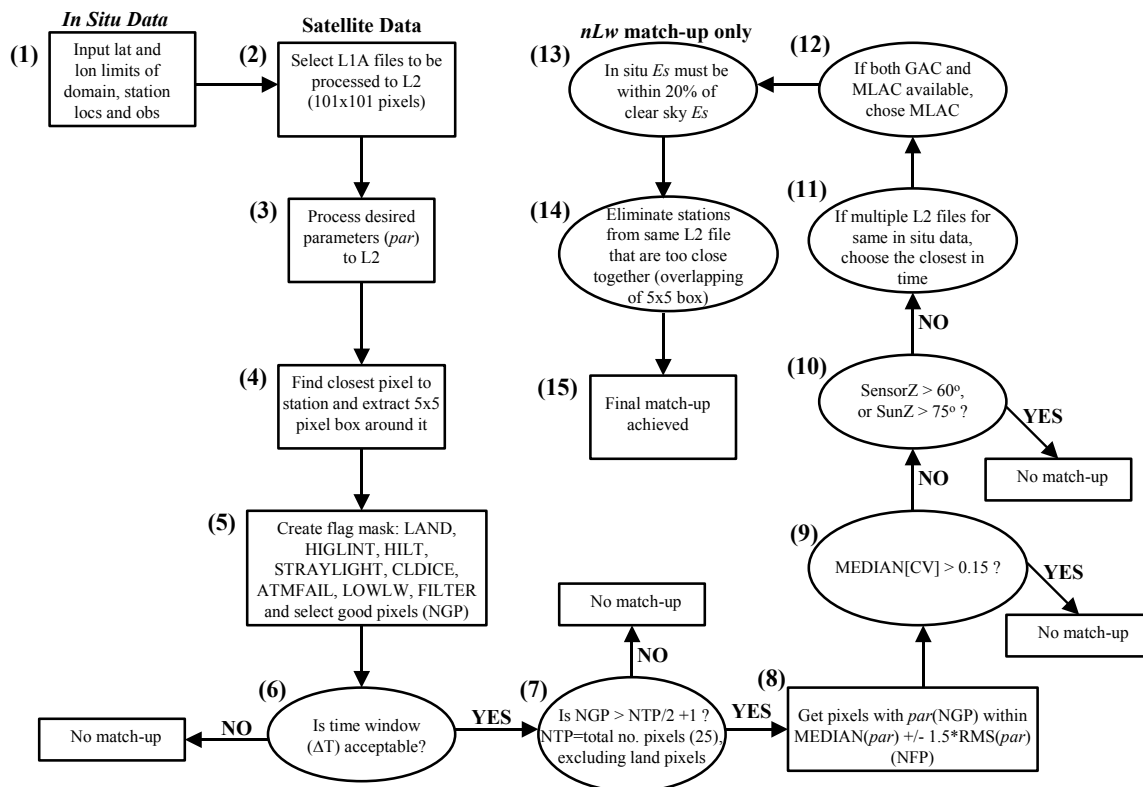 In Situ Data
(1)
Input lat and
lon limits of
domain, station
locs and obs
Satellite Data
(2)
Select L1A files to be
processed to L2
(101x101 pixels)
(3)
Process desired
parameters (par)
to L2
(4)
Find closest pixel to
station and extract 5x5
pixel box around it
(5)
Create flag mask: LAND,
HIGLINT, HILT,
STRAYLIGHT, CLDICE,
ATMFAIL, LOWLW, FILTER
and select good pixels (NGP)
(6)
Is time window
(ΔT) acceptable?
NO
No match-up
YES
(7)
Is NGP > NTP/2 +1 ?
NTP=total no. pixels (25),
excluding land pixels
NO
No match-up
YES
(8)
Get pixels with par(NGP) within
MEDIAN(par) +/- 1.5*RMS(par)
(NFP)
(9)
MEDIAN[CV] > 0.15 ?
YES
No match-up
NO
(10)
SensorZ > 60º,
or SunZ > 75º ?
YES
No match-up
NO
(11)
If multiple L2 files for
same in situ data,
choose the closest in
time
(12)
If both GAC and
MLAC available,
chose MLAC
nLw match-up only
(13)
In situ Es must be
within 20% of
clear sky Es
(14)
Eliminate stations
from same L2 file
that are too close
together (overlapping
of 5x5 box)
(15)
Final match-up
achieved